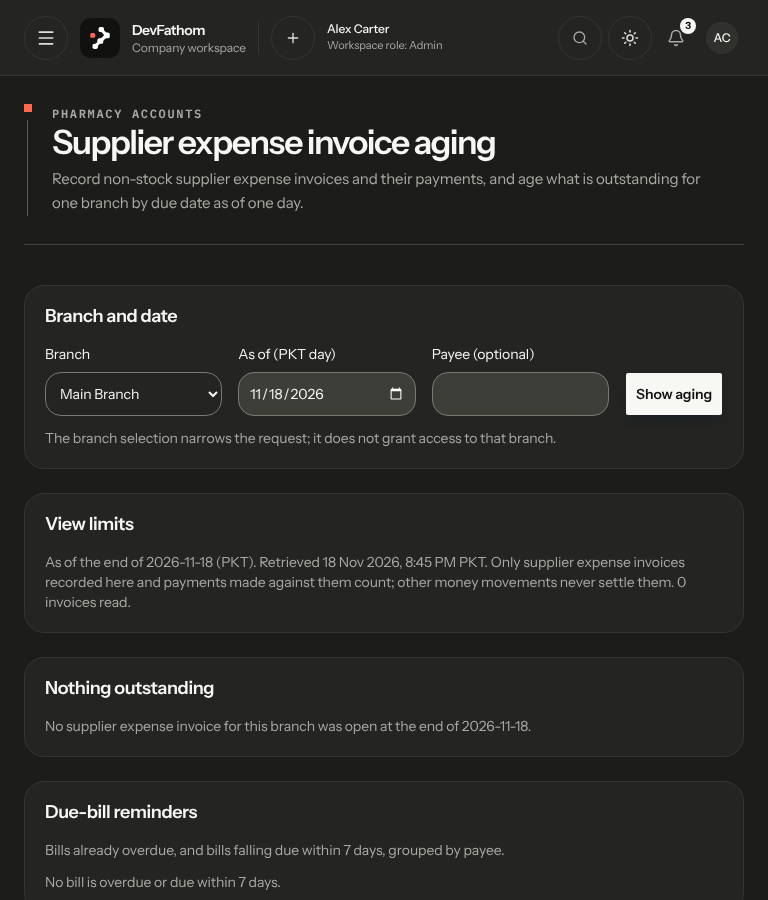 DevFathom
Company workspace
Alex Carter
Workspace role: Admin
3
AC
PHARMACY ACCOUNTS
Supplier expense invoice aging
Record non-stock supplier expense invoices and their payments, and age what is outstanding for
one branch by due date as of one day.
Branch and date
Branch
As of (PKT day)
Payee (optional)
Main Branch
11/18/2026
Show aging
The branch selection narrows the request; it does not grant access to that branch.
View limits
As of the end of 2026-11-18 (PKT). Retrieved 18 Nov 2026, 8:45 PM PKT. Only supplier expense invoices
recorded here and payments made against them count; other money movements never settle them. 0
invoices read.
Nothing outstanding
No supplier expense invoice for this branch was open at the end of 2026-11-18.
Due-bill reminders
Bills already overdue, and bills falling due within 7 days, grouped by payee.
No bill is overdue or due within 7 days.